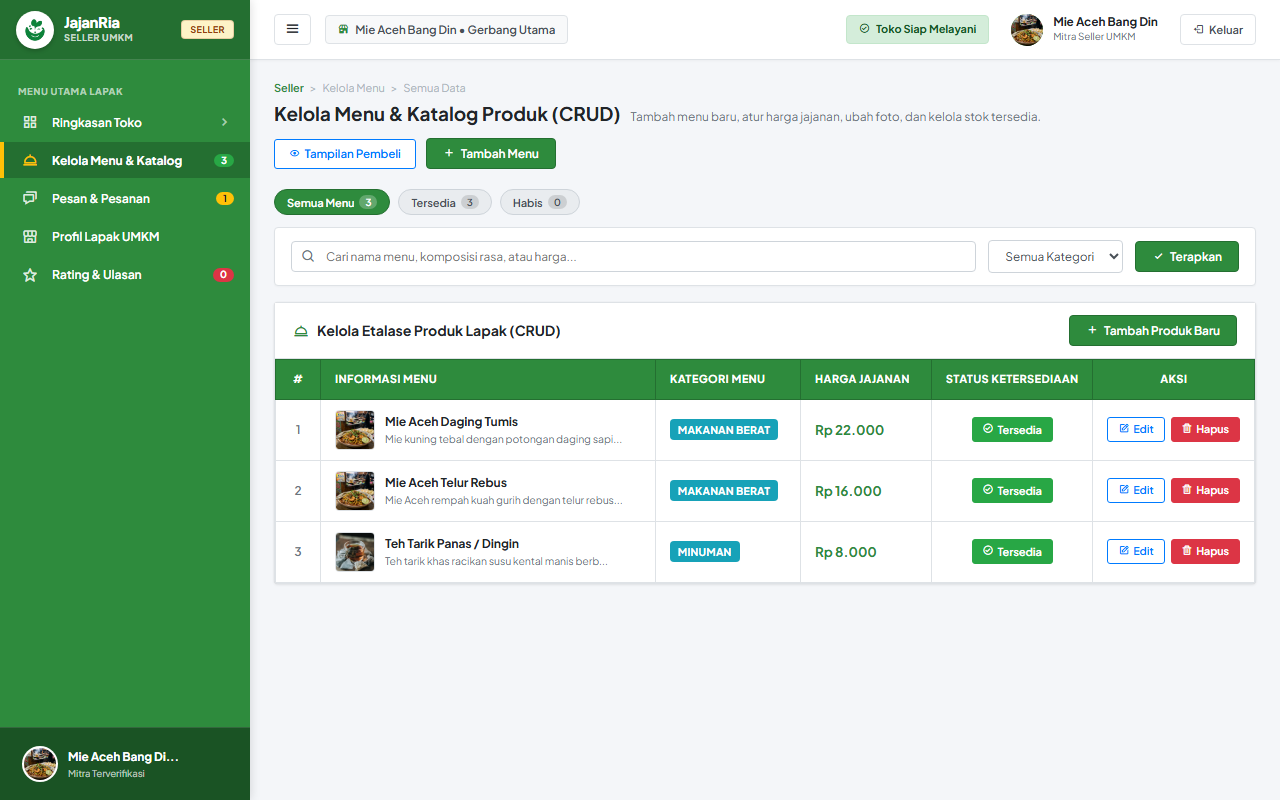 JajanRia
SELLER UMKM
SELLER
MENU UTAMA LAPAK
Ringkasan Toko
Kelola Menu & Katalog 3
Pesan & Pesanan 1
Profil Lapak UMKM
Rating & Ulasan 0
Mie Aceh Bang Di...
Mitra Terverifikasi
Mie Aceh Bang Din • Gerbang Utama
Toko Siap Melayani
Mie Aceh Bang Din
Mitra Seller UMKM
Keluar
Seller > Kelola Menu > Semua Data
Kelola Menu & Katalog Produk (CRUD) Tambah menu baru, atur harga jajanan, ubah foto, dan kelola stok tersedia.
Tampilan Pembeli
+ Tambah Menu
Semua Menu 3
Tersedia 3
Habis 0
Cari nama menu, komposisi rasa, atau harga...
Semua Kategori
Terapkan
Kelola Etalase Produk Lapak (CRUD)
+ Tambah Produk Baru
# INFORMASI MENU KATEGORI MENU HARGA JAJANAN STATUS KETERSEDIAAN AKSI
1 Mie Aceh Daging Tumis MAKANAN BERAT Rp 22.000 Tersedia Edit Hapus
Mie kuning tebal dengan potongan daging sapi...
2 Mie Aceh Telur Rebus MAKANAN BERAT Rp 16.000 Tersedia Edit Hapus
Mie Aceh rempah kuah gurih dengan telur rebus...
3 Teh Tarik Panas / Dingin MINUMAN Rp 8.000 Tersedia Edit Hapus
Teh tarik khas racikan susu kental manis berb...